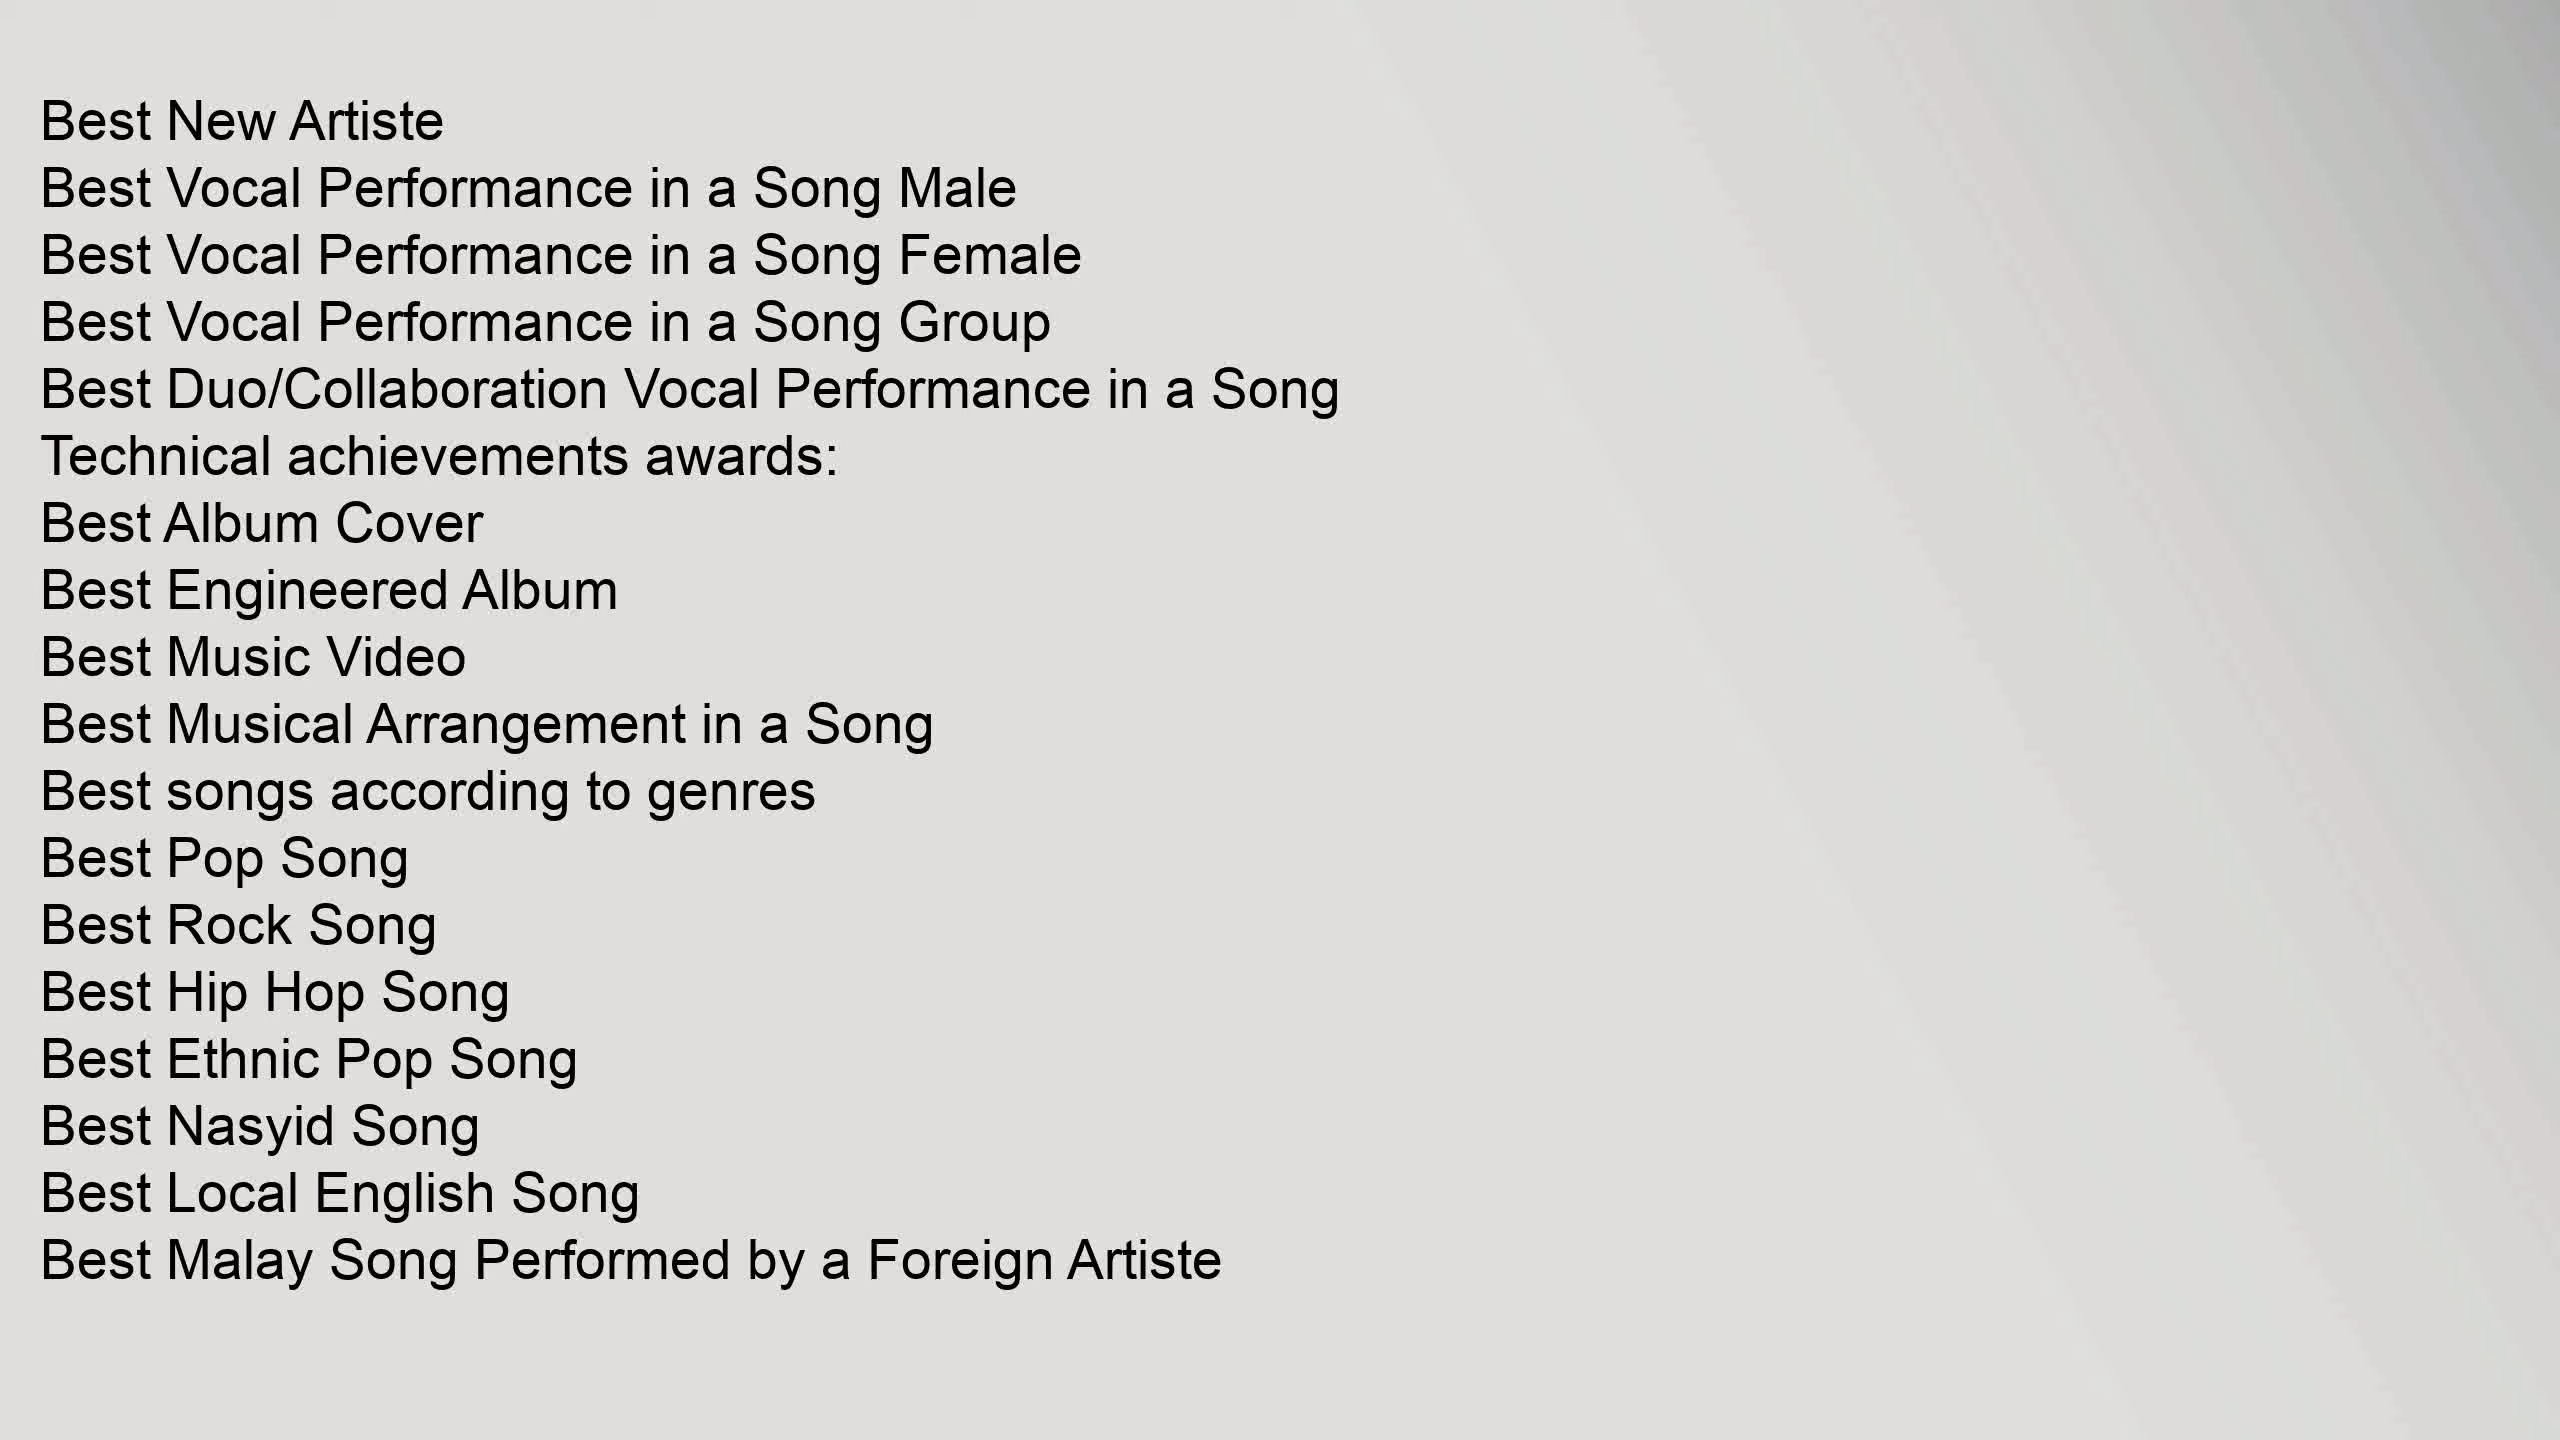 Best New Artiste
Best Vocal Performance in a Song Male
Best Vocal Performance in a Song Female
Best Vocal Performance in a Song Group
Best Duo/Collaboration Vocal Performance in a Song
Technical achievements awards:
Best Album Cover
Best Engineered Album
Best Music Video
Best Musical Arrangement in a Song
Best songs according to genres
Best Pop Song
Best Rock Song
Best Hip Hop Song
Best Ethnic Pop Song
Best Nasyid Song
Best Local English Song
Best Malay Song Performed by a Foreign Artiste